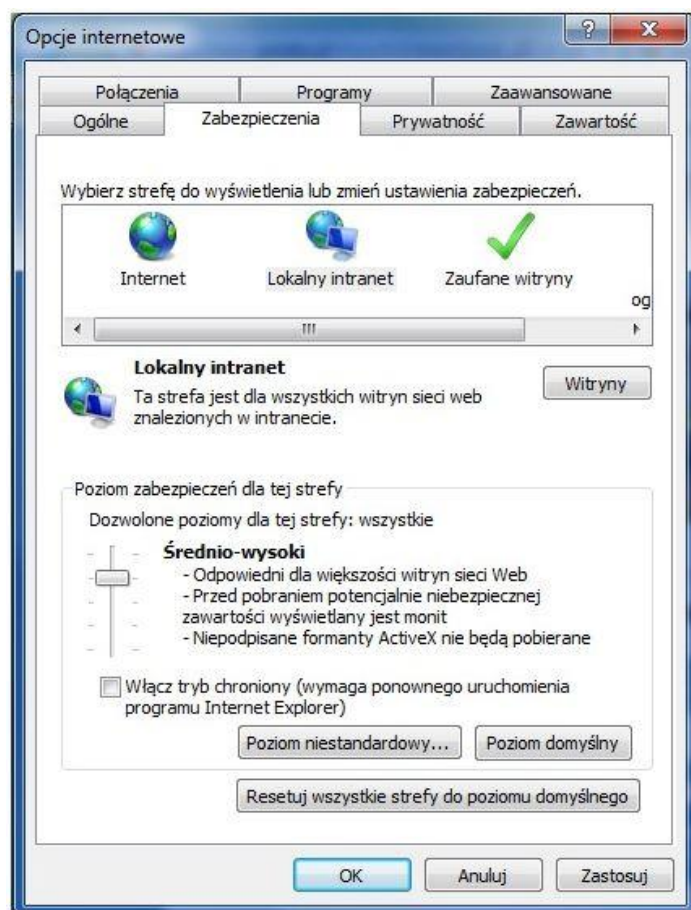 Opcje internetowe
Połączenia Programy Zaawansowane
Ogólne Zabezpieczenia Prywatność Zawartość
Wybierz strefę do wyświetlenia lub zmień ustawienia zabezpieczeń.
Internet Lokalny intranet Zaufane witryny
og
Lokalny intranet
Ta strefa jest dla wszystkich witryn sieci web
znalezionych w intranecie.
Witryny
Poziom zabezpieczeń dla tej strefy
Dozwolone poziomy dla tej strefy: wszystkie
Średnio-wysoki
- Odpowiedni dla większości witryn sieci Web
- Przed pobraniem potencjalnie niebezpiecznej
zawartości wyświetlany jest monit
- Niepodpisane formanty ActiveX nie będą pobierane
Włącz tryb chroniony (wymaga ponownego uruchomienia
programu Internet Explorer)
Poziom niestandardowy... Poziom domyślny
Resetuj wszystkie strefy do poziomu domyślnego
OK Anuluj Zastosuj